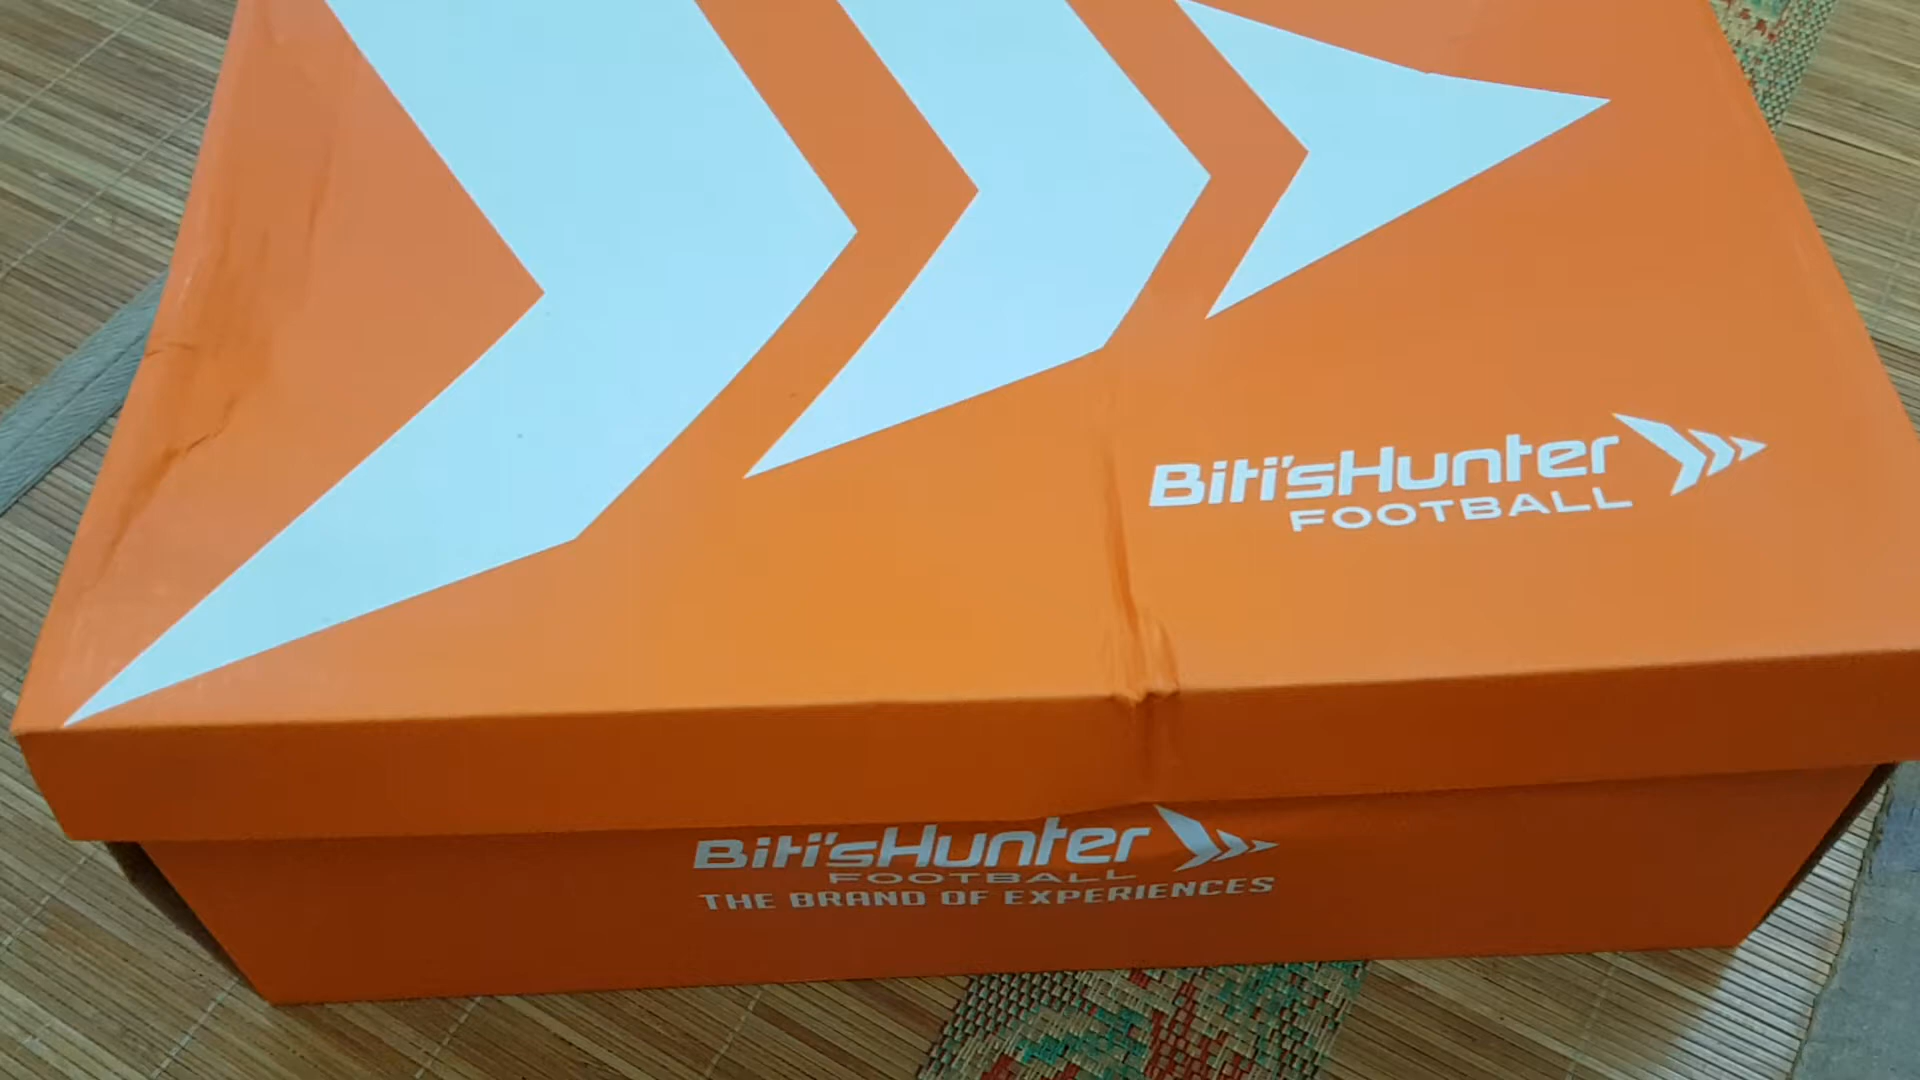 Biti'sHunter
FOOTBALL
Biti'sHunter
FOOTBALL
THE BRAND OF EXPERIENCES